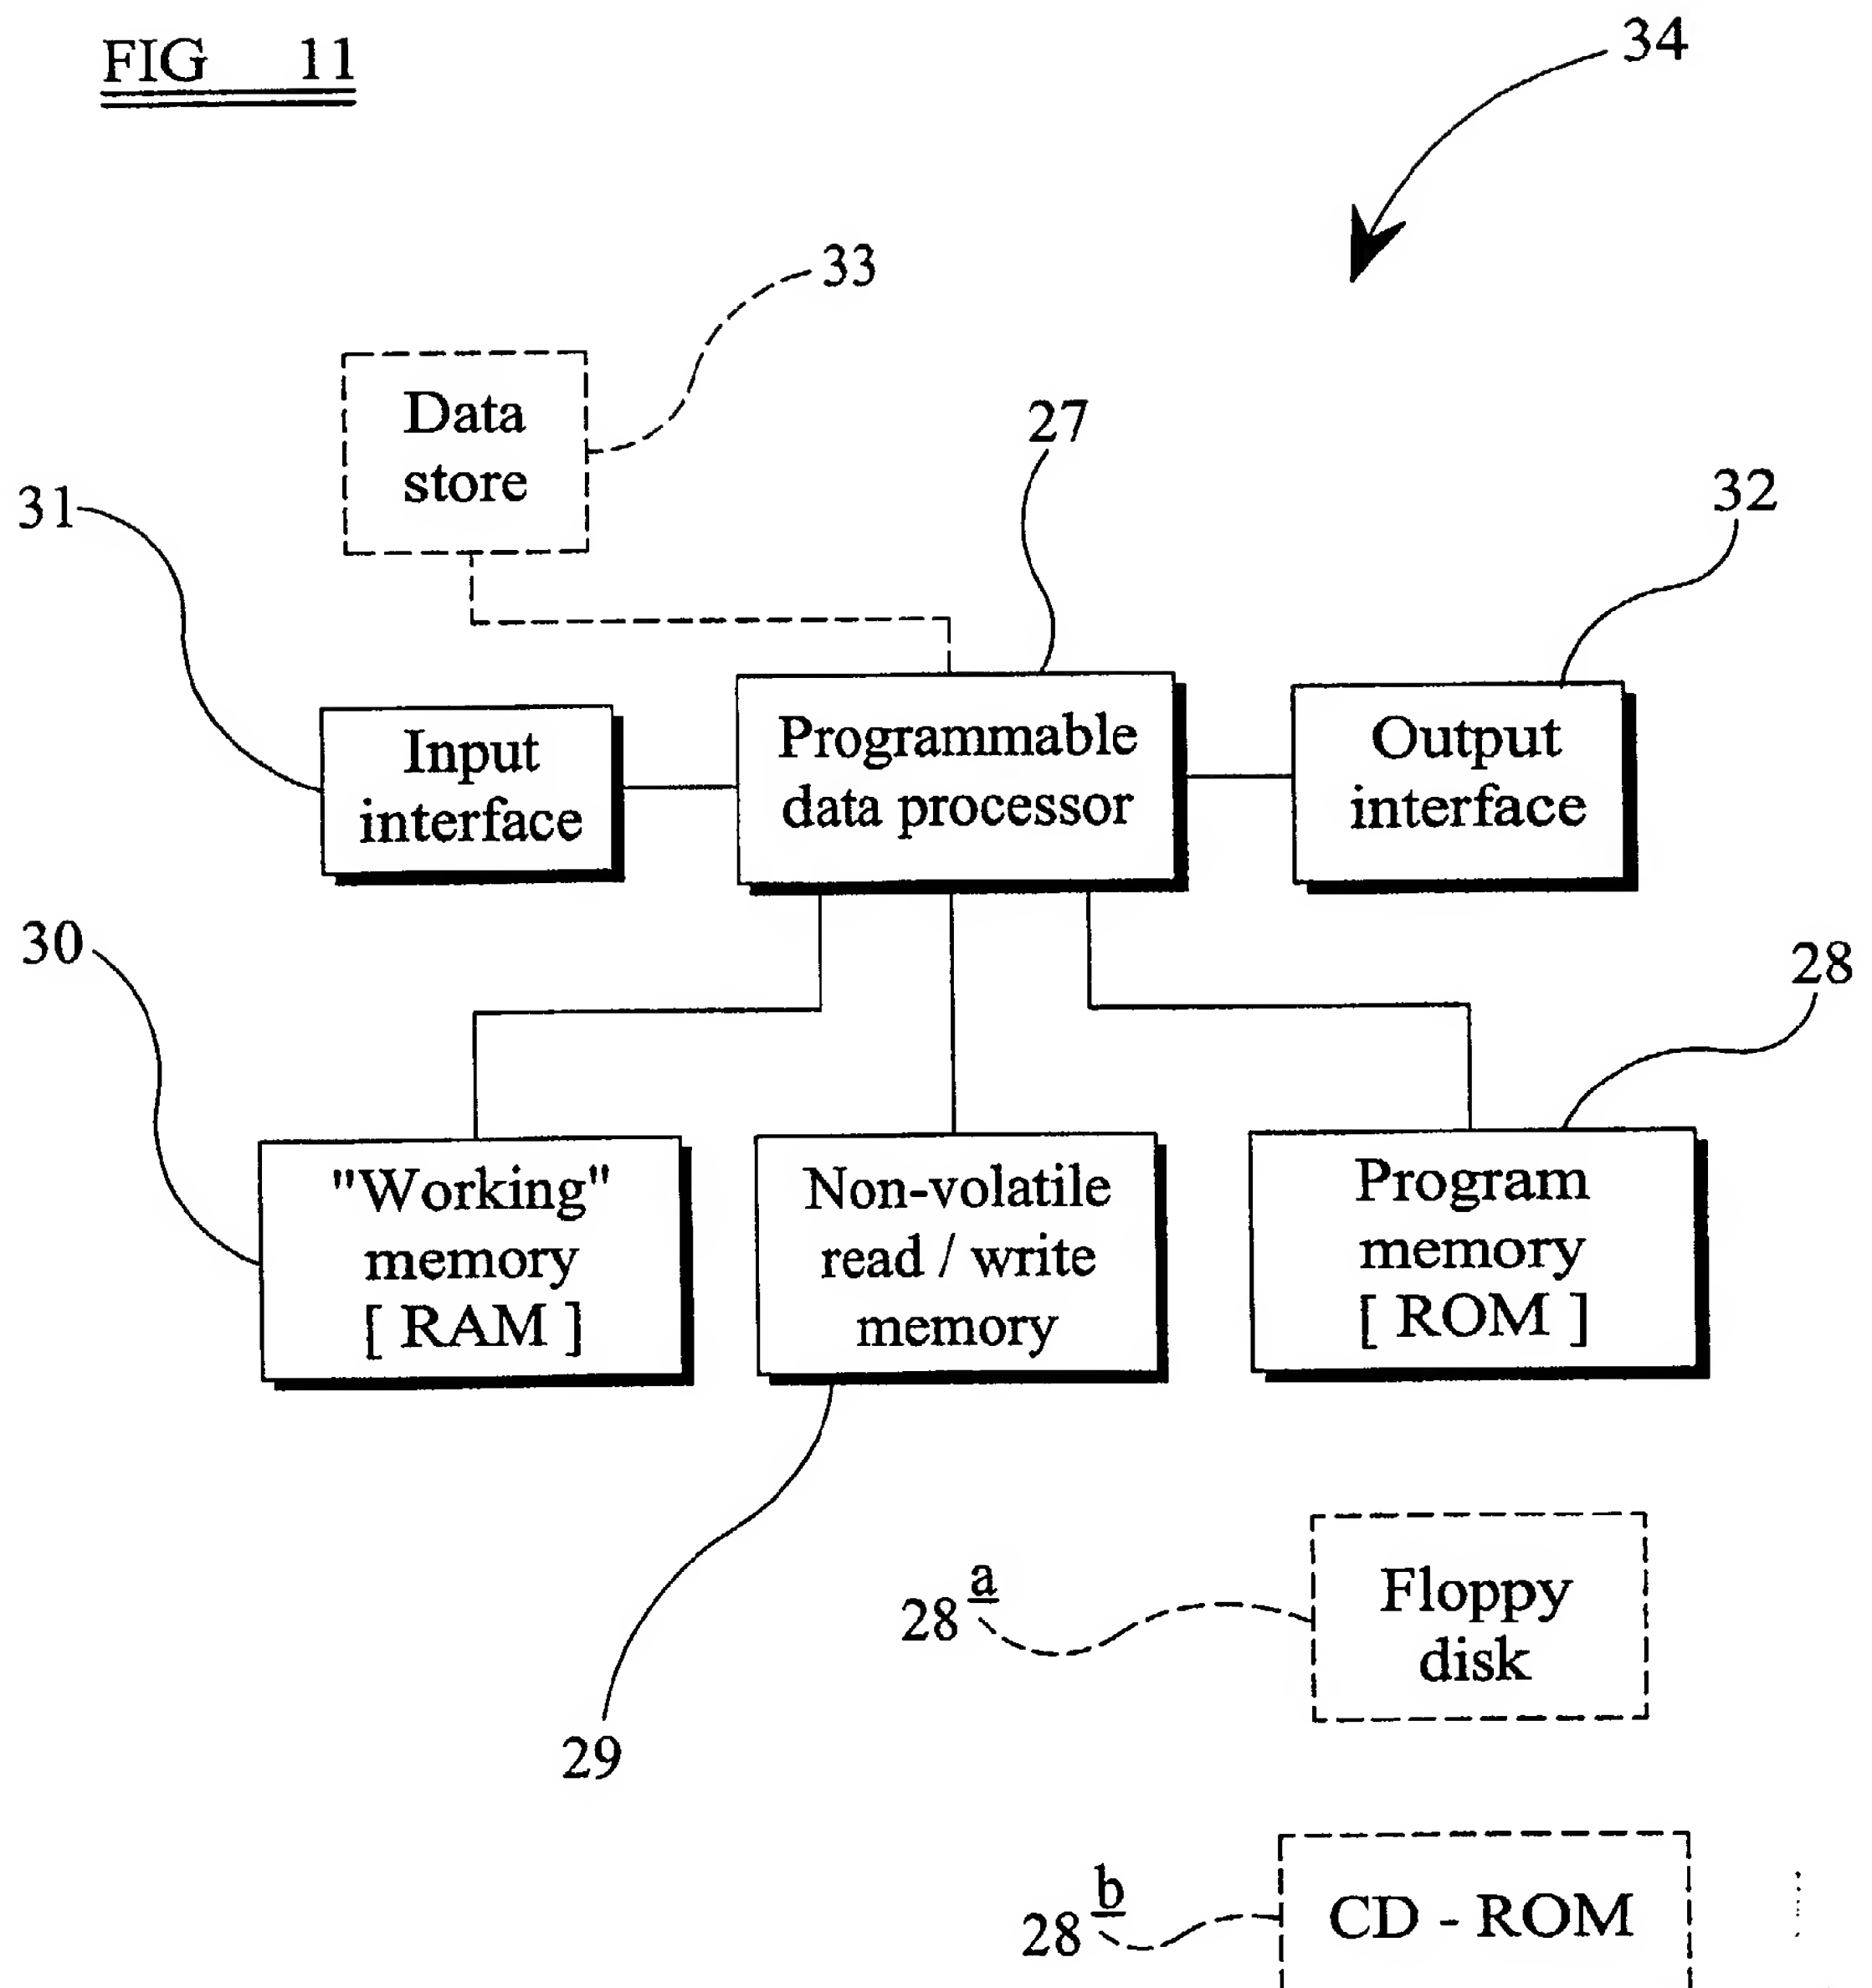 FIG 11
34
33
Data
store
27
31
32
Input
interface
Programmable
data processor
Output
interface
30
28
"Working"
memory
[ RAM ]
Non-volatile
read / write
memory
Program
memory
[ ROM ]
28a
Floppy
disk
29
28b
CD - ROM